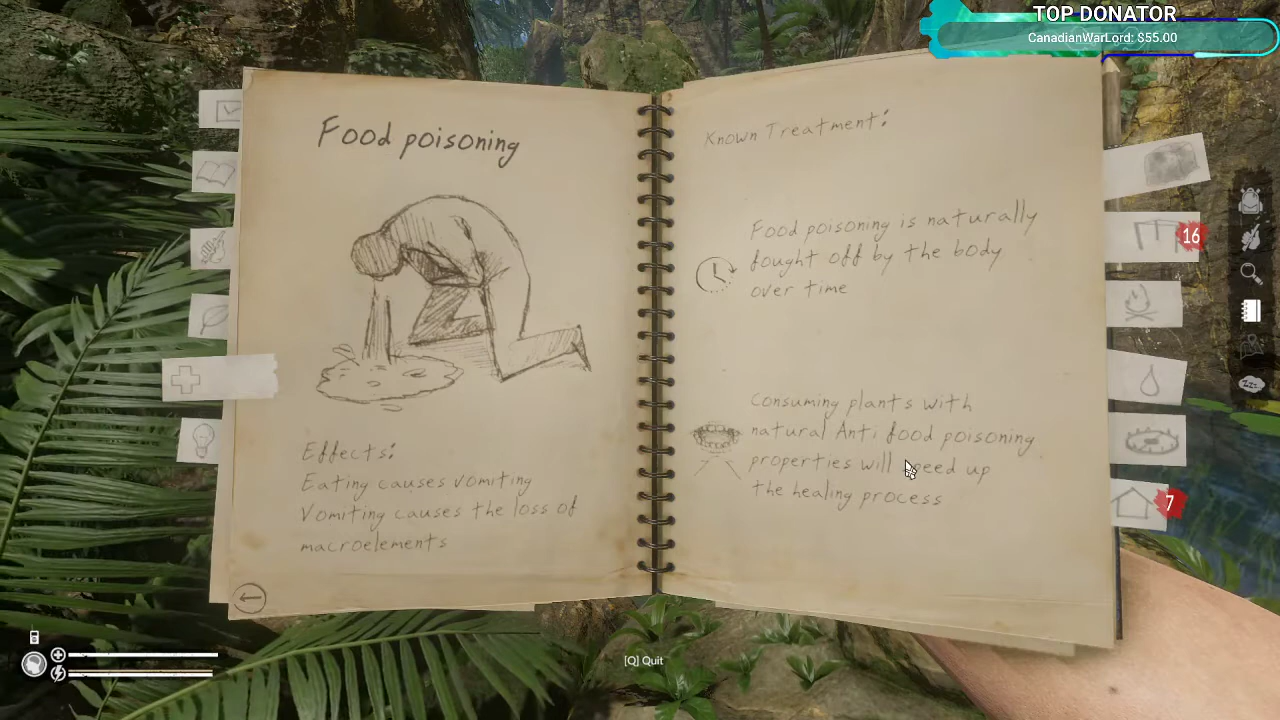 TOP DONATOR
CanadianWarLord: $55.00
Food poisoning
Effects:
Eating causes vomiting
Vomiting causes the loss of
macroelements
Known Treatment:
Food poisoning is naturally
fought off by the body
over time
Consuming plants with
natural Anti food poisoning
properties will speed up
the healing process
16
7
zzz
[Q] Quit